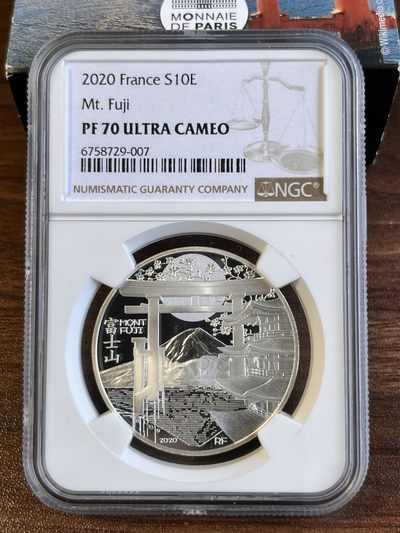 MONNAIE
DE PARIS
© Wikimedia
2020 France S10E
Mt. Fuji
PF 70 ULTRA CAMEO
6758729-007
NUMISMATIC GUARANTY COMPANY
NGC®
富士山
MONT
FUJI
2020
RF